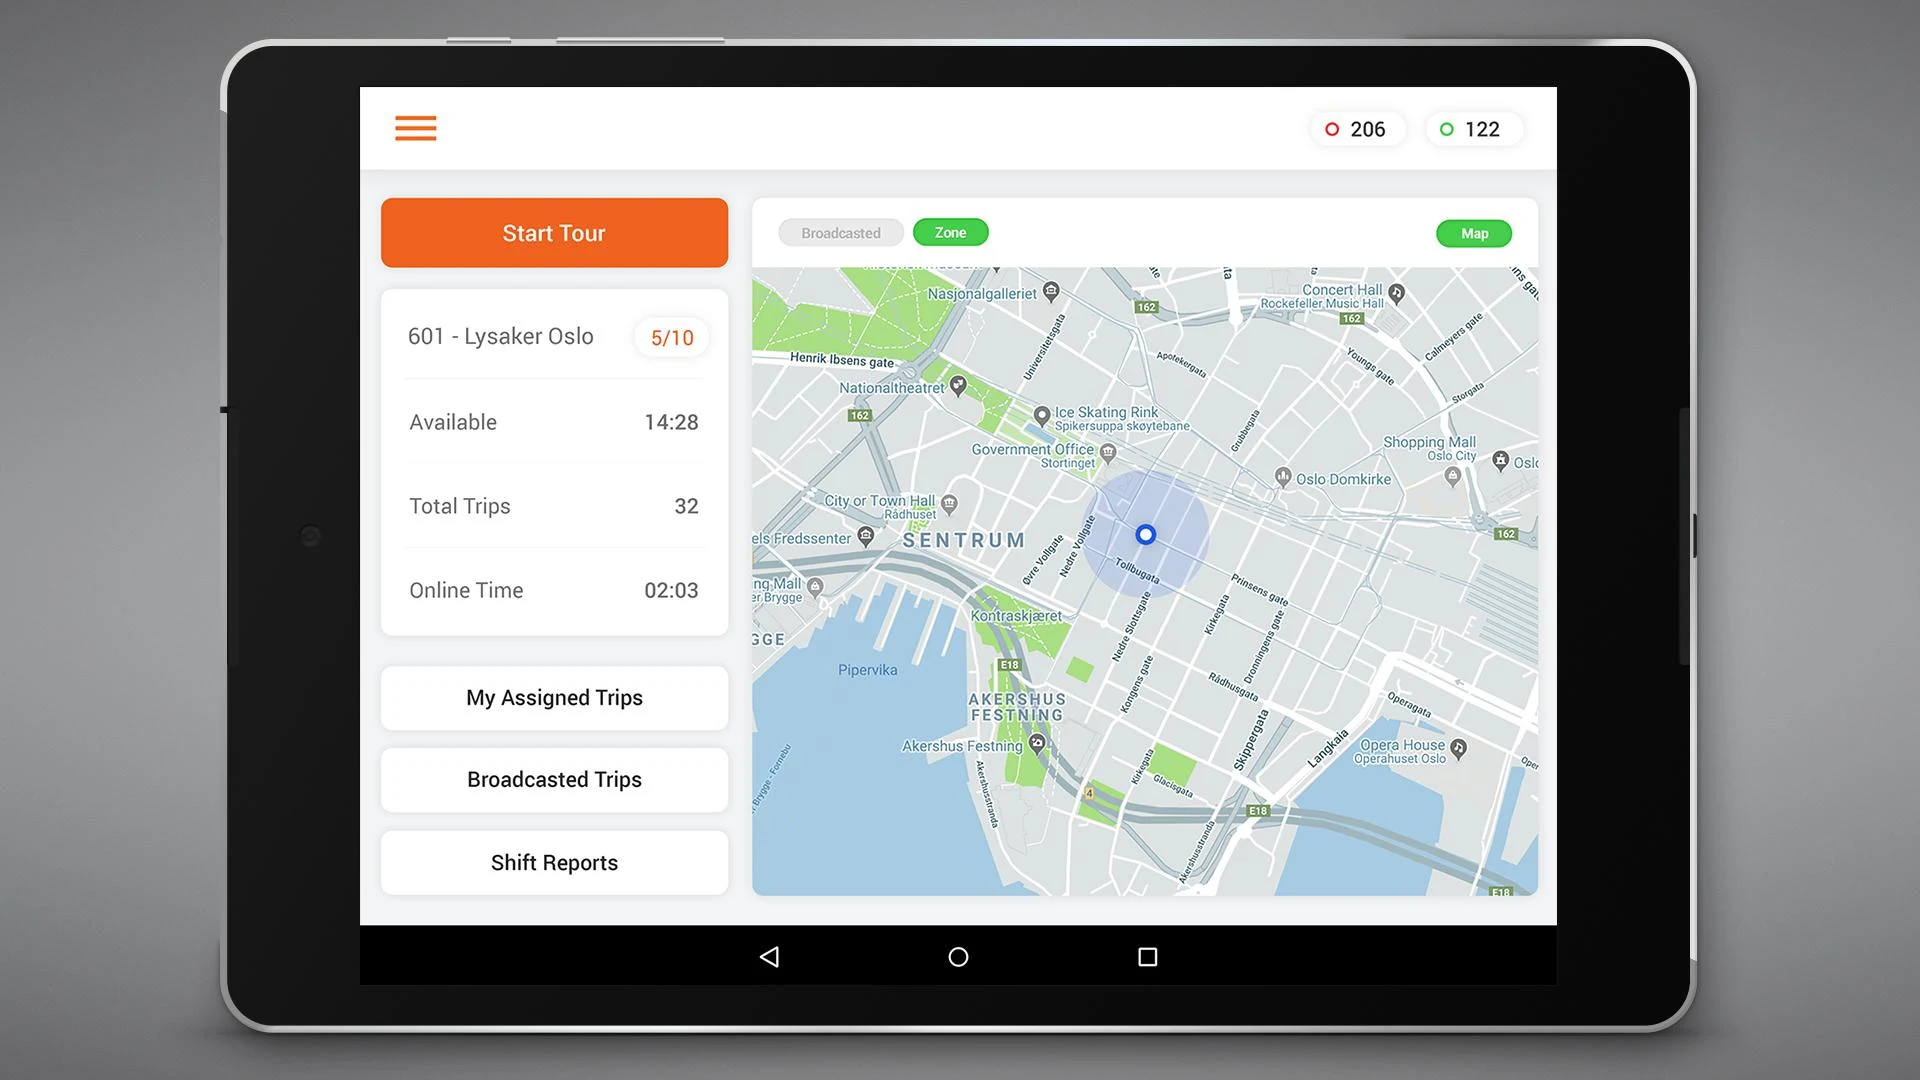 206
122
Start Tour
601 - Lysaker Oslo
5/10
Available
14:28
Total Trips
32
Online Time
02:03
My Assigned Trips
Broadcasted Trips
Shift Reports
Broadcasted
Zone
Map
Nasjonalgalleriet
162
Concert Hall
Rockefeller Music Hall
162
Calmeyers gate
Henrik Ibsens gate
Universitetsgata
Apotekergata
Youngs gate
Storgata
Nationaltheatret
162
Ice Skating Rink
Spikersuppa skøytebane
Grubbegata
Government Office
Stortinget
Shopping Mall
Oslo City
Oslo Domkirke
City or Town Hall
Rådhuset
els Fredssenter
SENTRUM
162
Øvre Vollgate
Nedre Vollgate
Tollbugata
Prinsens gate
ng Mall
er Brygge
Kontraskjæret
Nedre Slottsgate
Kirkegata
Dronningens gate
GGE
Pipervika
E18
AKERSHUS
FESTNING
Kongens gate
Rådhusgata
Operagata
Skippergata
Langkaia
Akershus Festning
Opera House
Operahuset Oslo
Brygge - Fornebu
Akershusstranda
Kirkegata
Glacisgata
4
E18
Akershusstranda
E18